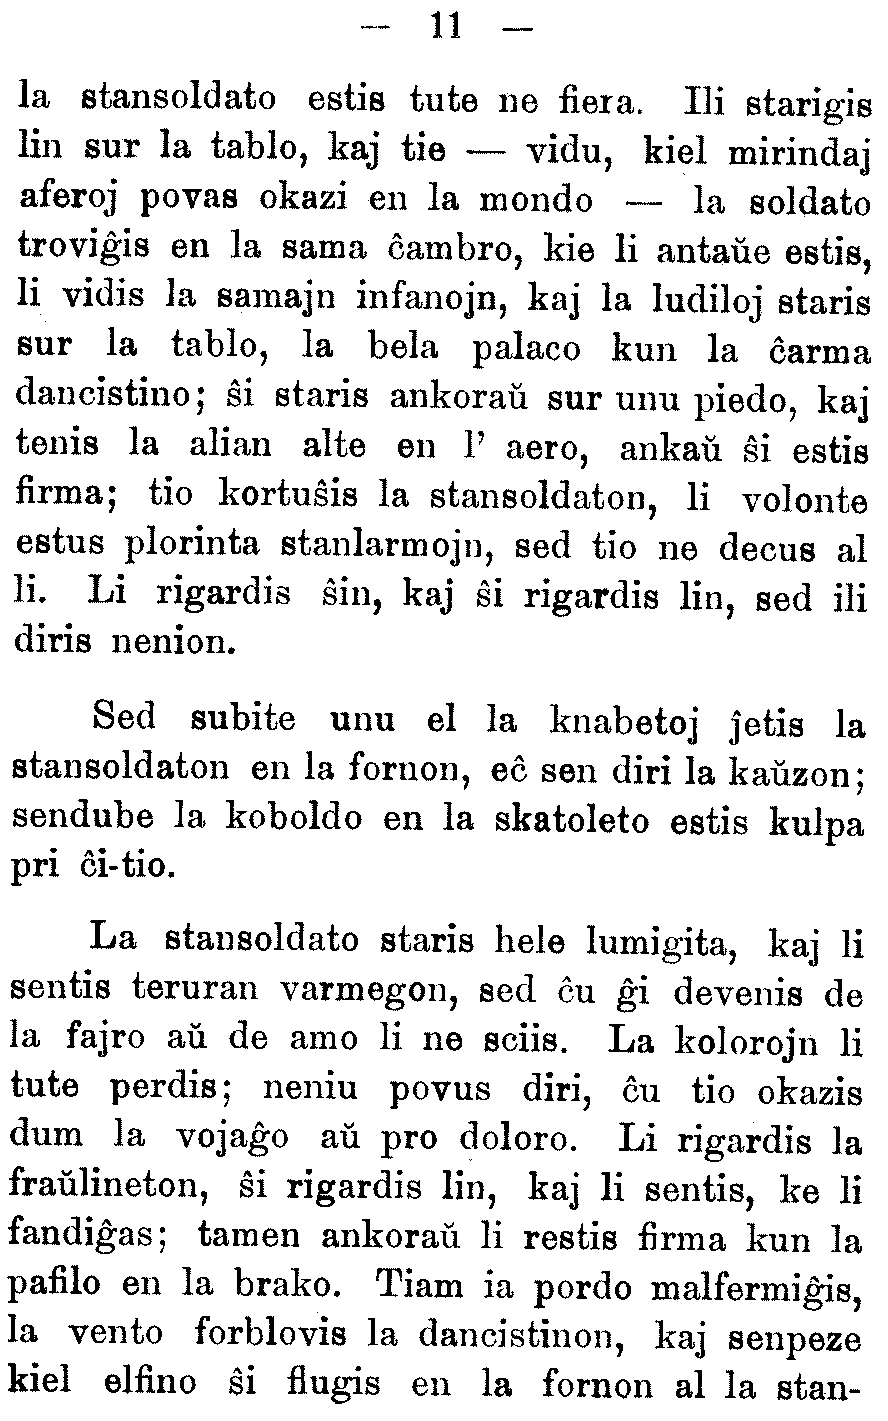 — 11 —
la stansoldato estis tute ne fiera. Ili starigis
lin sur la tablo, kaj tie — vidu, kiel mirindaj
aferoj povas okazi en la mondo — la soldato
troviĝis en la sama ĉambro, kie li antaŭe estis,
li vidis la samajn infanojn, kaj la ludiloj staris
sur la tablo, la bela palaco kun la ĉarma
dancistino; ŝi staris ankoraŭ sur unu piedo, kaj
tenis la alian alte en l’ aero, ankaŭ ŝi estis
firma; tio kortuŝis la stansoldaton, li volonte
estus plorinta stanlarmojn, sed tio ne decus al
li. Li rigardis ŝin, kaj ŝi rigardis lin, sed ili
diris nenion.
Sed subite unu el la knabetoj ĵetis la
stansoldaton en la fornon, eĉ sen diri la kaŭzon;
sendube la koboldo en la skatoleto estis kulpa
pri ĉi-tio.
La stansoldato staris hele lumigita, kaj li
sentis teruran varmegon, sed ĉu ĝi devenis de
la fajro aŭ de amo li ne sciis. La kolorojn li
tute perdis; neniu povus diri, ĉu tio okazis
dum la vojaĝo aŭ pro doloro. Li rigardis la
fraŭlineton, ŝi rigardis lin, kaj li sentis, ke li
fandiĝas; tamen ankoraŭ li restis firma kun la
pafilo en la brako. Tiam ia pordo malfermiĝis,
la vento forblovis la dancistinon, kaj senpeze
kiel elfino ŝi flugis en la fornon al la stan-